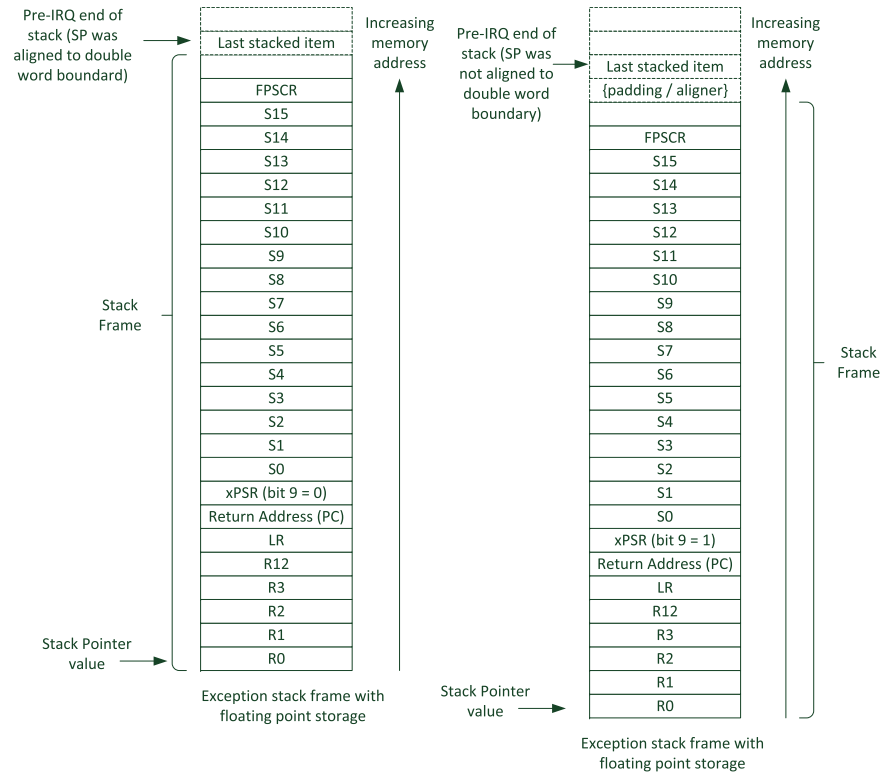 Pre-IRQ end of
stack (SP was
aligned to double
word boundard)
Last stacked item
FPSCR
S15
S14
S13
S12
S11
S10
S9
S8
S7
S6
S5
S4
S3
S2
S1
S0
xPSR (bit 9 = 0)
Return Address (PC)
LR
R12
R3
R2
R1
R0
Stack
Frame
Stack Pointer
value
Increasing
memory
address
Exception stack frame with
floating point storage
Pre-IRQ end of
stack (SP was
not aligned to
double word
boundary)
Last stacked item
{padding / aligner}
FPSCR
S15
S14
S13
S12
S11
S10
S9
S8
S7
S6
S5
S4
S3
S2
S1
S0
xPSR (bit 9 = 1)
Return Address (PC)
LR
R12
R3
R2
R1
R0
Increasing
memory
address
Stack
Frame
Stack Pointer
value
Exception stack frame with
floating point storage